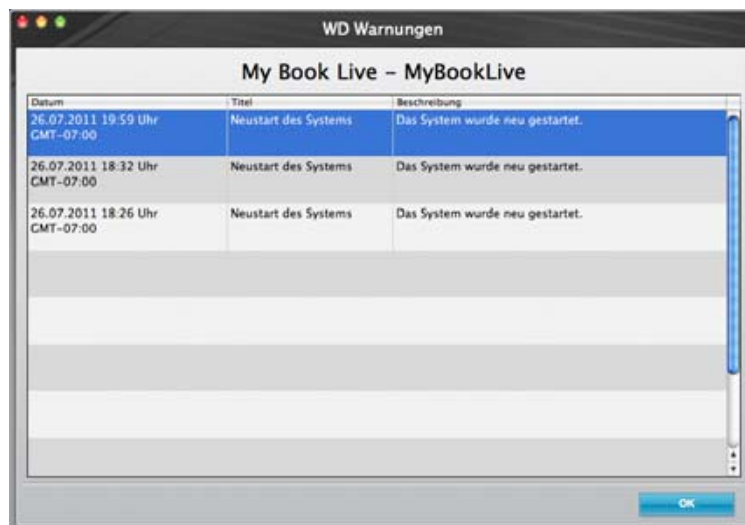 WD Warnungen
My Book Live – MyBookLive
Datum Titel Beschreibung
26.07.2011 19:59 Uhr Neustart des Systems Das System wurde neu gestartet.
GMT-07:00
26.07.2011 18:32 Uhr Neustart des Systems Das System wurde neu gestartet.
GMT-07:00
26.07.2011 18:26 Uhr Neustart des Systems Das System wurde neu gestartet.
GMT-07:00
OK